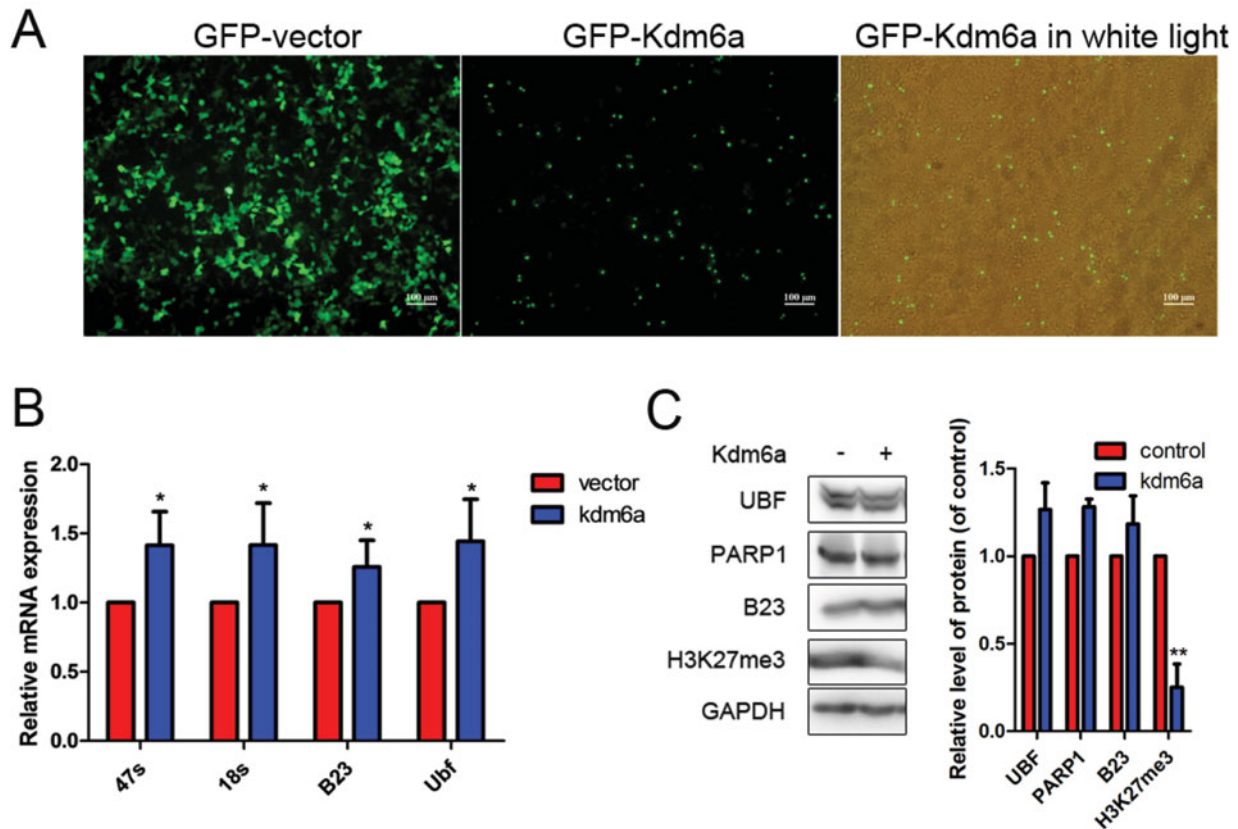 A
GFP-vector
GFP-Kdm6a
GFP-Kdm6a in white light
100 μm
100 μm
100 μm
B
Relative mRNA expression
2.0
1.5
1.0
0.5
0.0
*
*
*
*
47s
18s
B23
Ubf
vector
kdm6a
C
Kdm6a - +
UBF
PARP1
B23
H3K27me3
GAPDH
Relative level of protein (of control)
1.5
1.0
0.5
0.0
**
UBF
PARP1
B23
H3K27me3
control
kdm6a